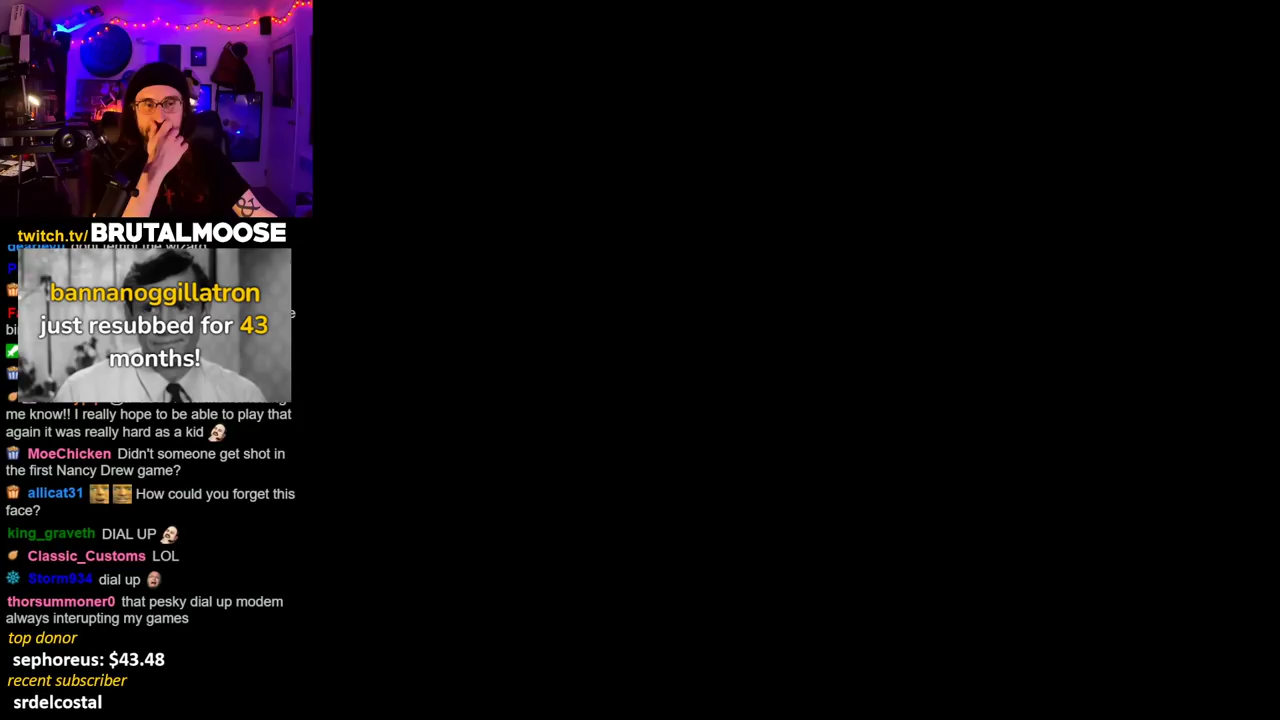 twitch.tv/BRUTALMOOSE
bannanoggillatron
just resubbed for 43
months!
me know!! I really hope to be able to play that
again it was really hard as a kid
MoeChicken Didn't someone get shot in
the first Nancy Drew game?
allicat31 How could you forget this
face?
king_graveth DIAL UP
Classic_Customs LOL
Storm934 dial up
thorsummoner0 that pesky dial up modem
always interupting my games
top donor
sephoreus: $43.48
recent subscriber
srdelcostal